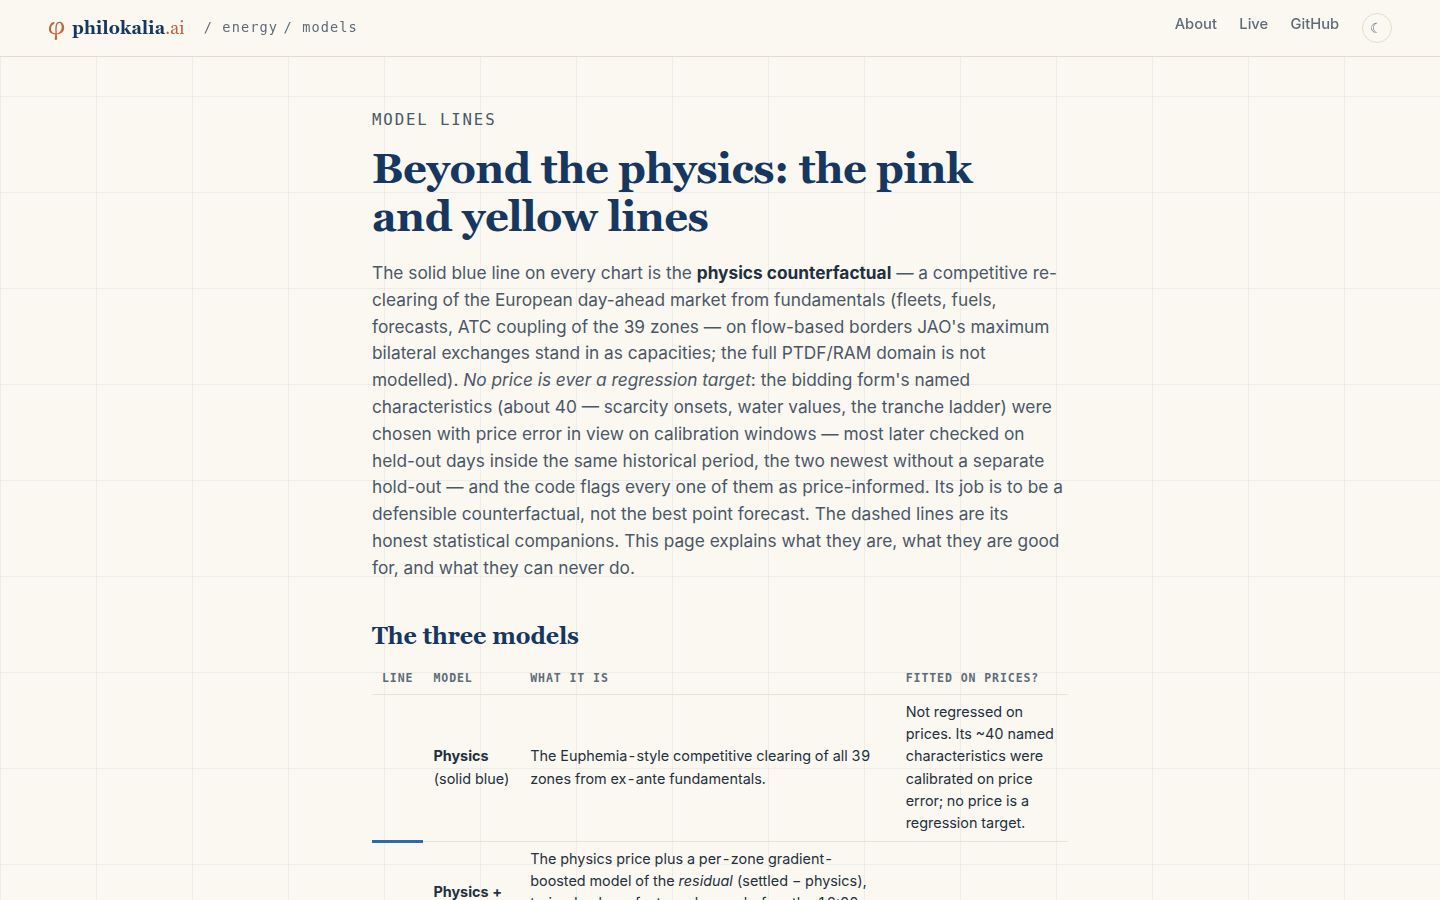 φ philokalia.ai / energy / models About Live GitHub ☾
MODEL LINES
Beyond the physics: the pink
and yellow lines
The solid blue line on every chart is the physics counterfactual — a competitive re-
clearing of the European day-ahead market from fundamentals (fleets, fuels,
forecasts, ATC coupling of the 39 zones — on flow-based borders JAO's maximum
bilateral exchanges stand in as capacities; the full PTDF/RAM domain is not
modelled). No price is ever a regression target: the bidding form's named
characteristics (about 40 — scarcity onsets, water values, the tranche ladder) were
chosen with price error in view on calibration windows — most later checked on
held-out days inside the same historical period, the two newest without a separate
hold-out — and the code flags every one of them as price-informed. Its job is to be a
defensible counterfactual, not the best point forecast. The dashed lines are its
honest statistical companions. This page explains what they are, what they are good
for, and what they can never do.
The three models
LINE MODEL WHAT IT IS FITTED ON PRICES?
Physics
(solid blue)
The Euphemia-style competitive clearing of all 39
zones from ex-ante fundamentals.
Not regressed on
prices. Its ~40 named
characteristics were
calibrated on price
error; no price is a
regression target.
Physics +
The physics price plus a per-zone gradient-
boosted model of the residual (settled − physics),